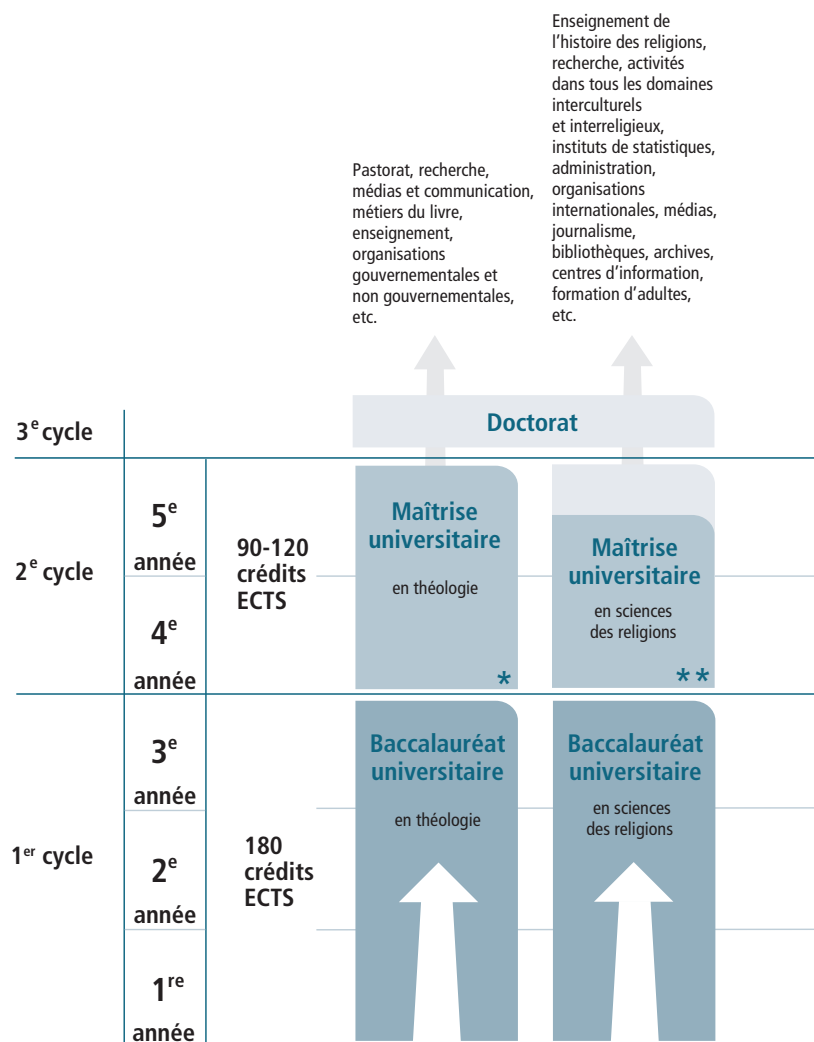 Enseignement de
l’histoire des religions,
recherche, activités
dans tous les domaines
interculturels
et interreligieux,
instituts de statistiques,
administration,
organisations
internationales, médias,
journalisme,
bibliothèques, archives,
centres d’information,
formation d’adultes,
etc.
Pastorat, recherche,
médias et communication,
métiers du livre,
enseignement,
organisations
gouvernementales et
non gouvernementales,
etc.
3e cycle
Doctorat
2e cycle
5e
année
4e
année
90-120
crédits
ECTS
Maîtrise
universitaire
en théologie
*
Maîtrise
universitaire
en sciences
des religions
**
1er cycle
3e
année
2e
année
1re
année
180
crédits
ECTS
Baccalauréat
universitaire
en théologie
Baccalauréat
universitaire
en sciences
des religions